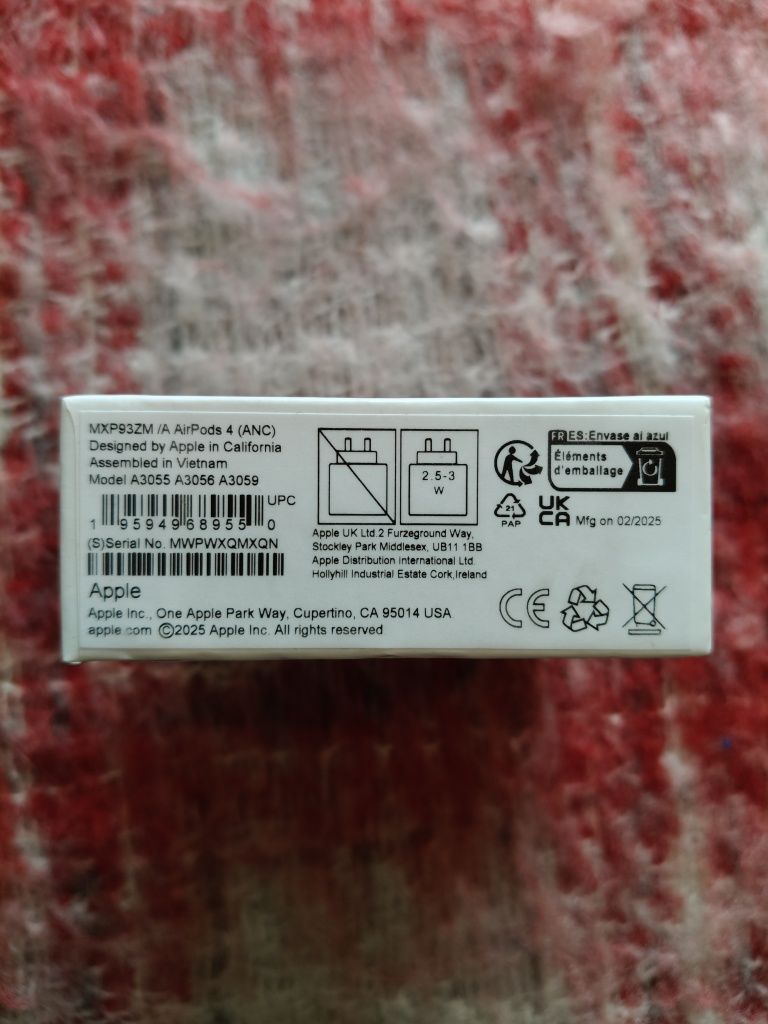 MXP93ZM /A AirPods 4 (ANC)
Designed by Apple in California
Assembled in Vietnam
Model A3055 A3056 A3059
UPC
1 95949 68955 0
(S)Serial No. MWPWXQMXQN
Apple
Apple Inc., One Apple Park Way, Cupertino, CA 95014 USA
apple.com ©2025 Apple Inc. All rights reserved
2.5-3
W
Apple UK Ltd.2 Furzeground Way,
Stockley Park Middlesex, UB11 1BB
Apple Distribution International Ltd
Hollyhill Industrial Estate Cork,Ireland
FR ES:Envase al azul
Éléments
d'emballage
21
PAP
UK
CA
Mfg on 02/2025
CE